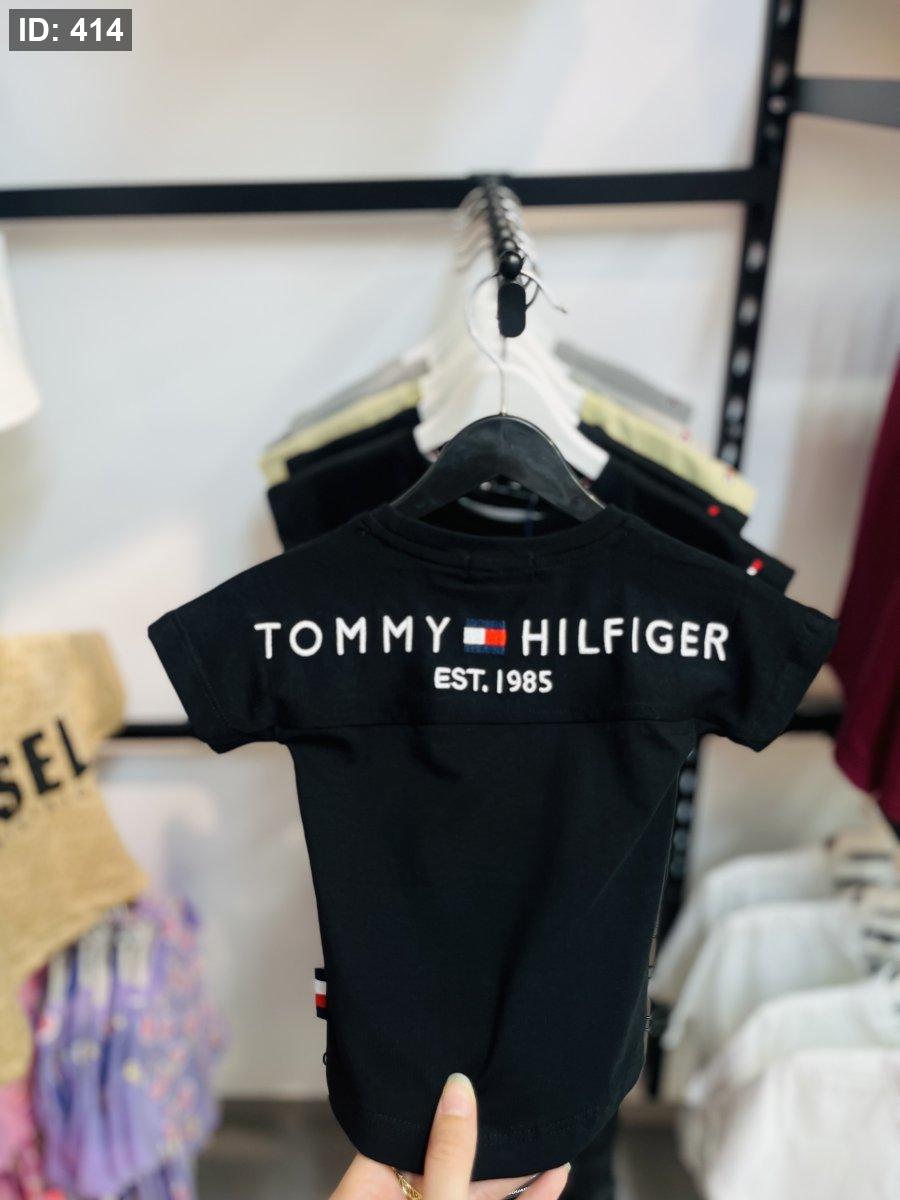 ID: 414
TOMMY HILFIGER
EST. 1985
SEL